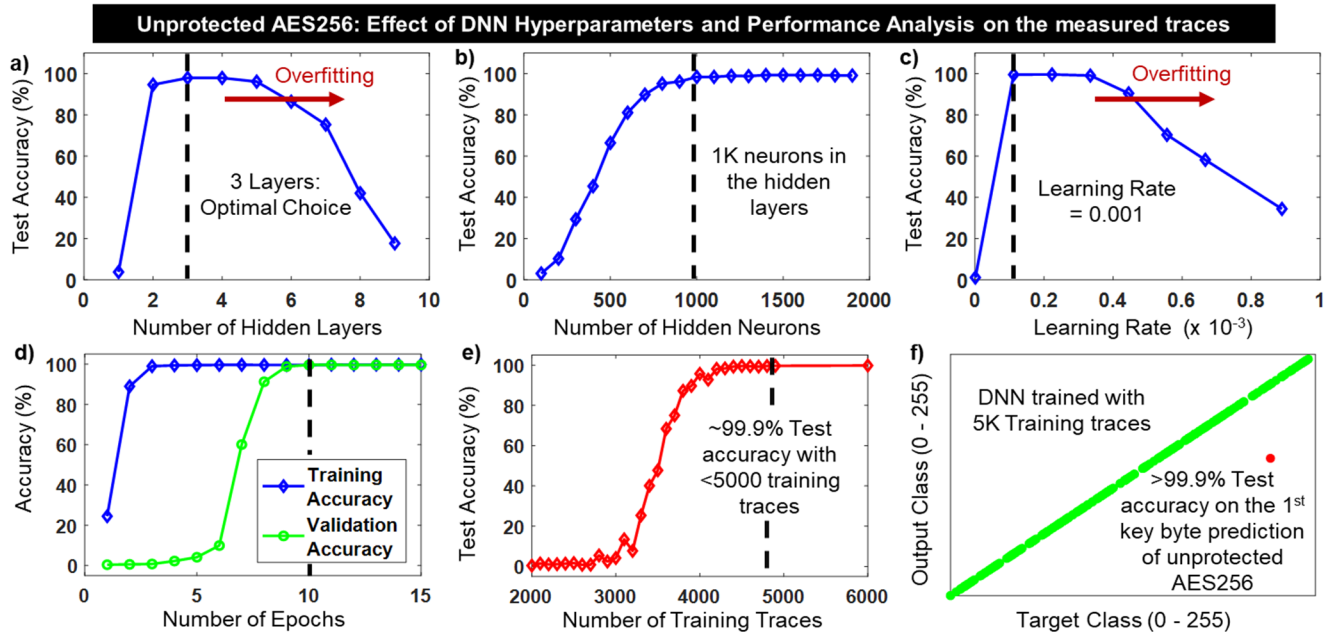 Unprotected AES256: Effect of DNN Hyperparameters and Performance Analysis on the measured traces
a)
Test Accuracy (%)
100
80
60
40
20
0
Overfitting
3 Layers:
Optimal Choice
0 2 4 6 8 10
Number of Hidden Layers
b)
Test Accuracy (%)
100
80
60
40
20
0
1K neurons in
the hidden
layers
0 500 1000 1500 2000
Number of Hidden Neurons
c)
Test Accuracy (%)
100
80
60
40
20
0
Overfitting
Learning Rate
= 0.001
0 0.2 0.4 0.6 0.8 1
Learning Rate (x 10-3)
d)
Accuracy (%)
100
80
60
40
20
0
Training
Accuracy
Validation
Accuracy
0 5 10 15
Number of Epochs
e)
Test Accuracy (%)
100
80
60
40
20
0
~99.9% Test
accuracy with
<5000 training
traces
2000 3000 4000 5000 6000
Number of Training Traces
f)
Output Class (0 - 255)
DNN trained with
5K Training traces
>99.9% Test
accuracy on the 1st
key byte prediction
of unprotected
AES256
Target Class (0 - 255)